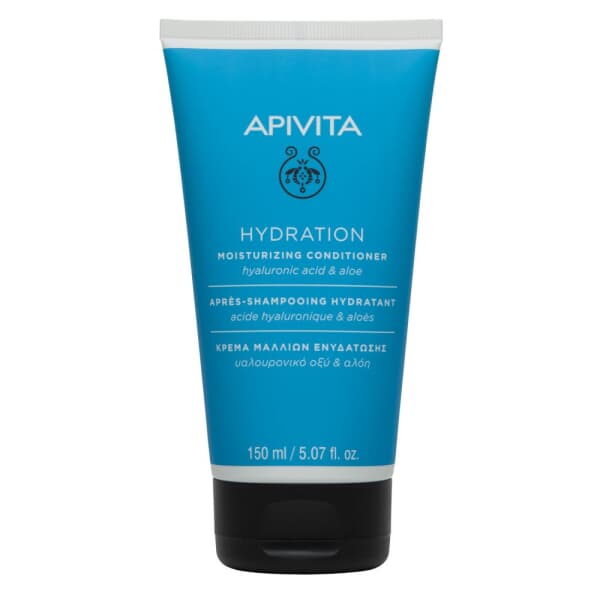 APIVITA
HYDRATION
MOISTURIZING CONDITIONER
hyaluronic acid & aloe
APRÈS-SHAMPOOING HYDRATANT
acide hyaluronique & aloès
ΚΡΕΜΑ ΜΑΛΛΙΩΝ ΕΝΥΔΑΤΩΣΗΣ
υαλουρονικό οξύ & αλόη
150 ml / 5.07 fl. oz.